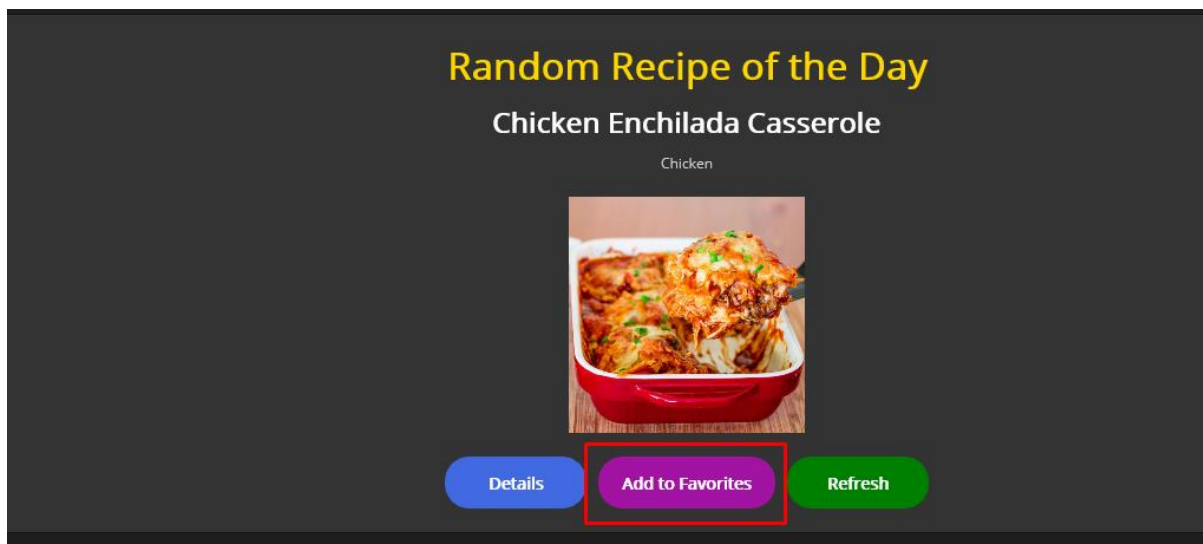 Random Recipe of the Day
Chicken Enchilada Casserole
Chicken
Details Add to Favorites Refresh